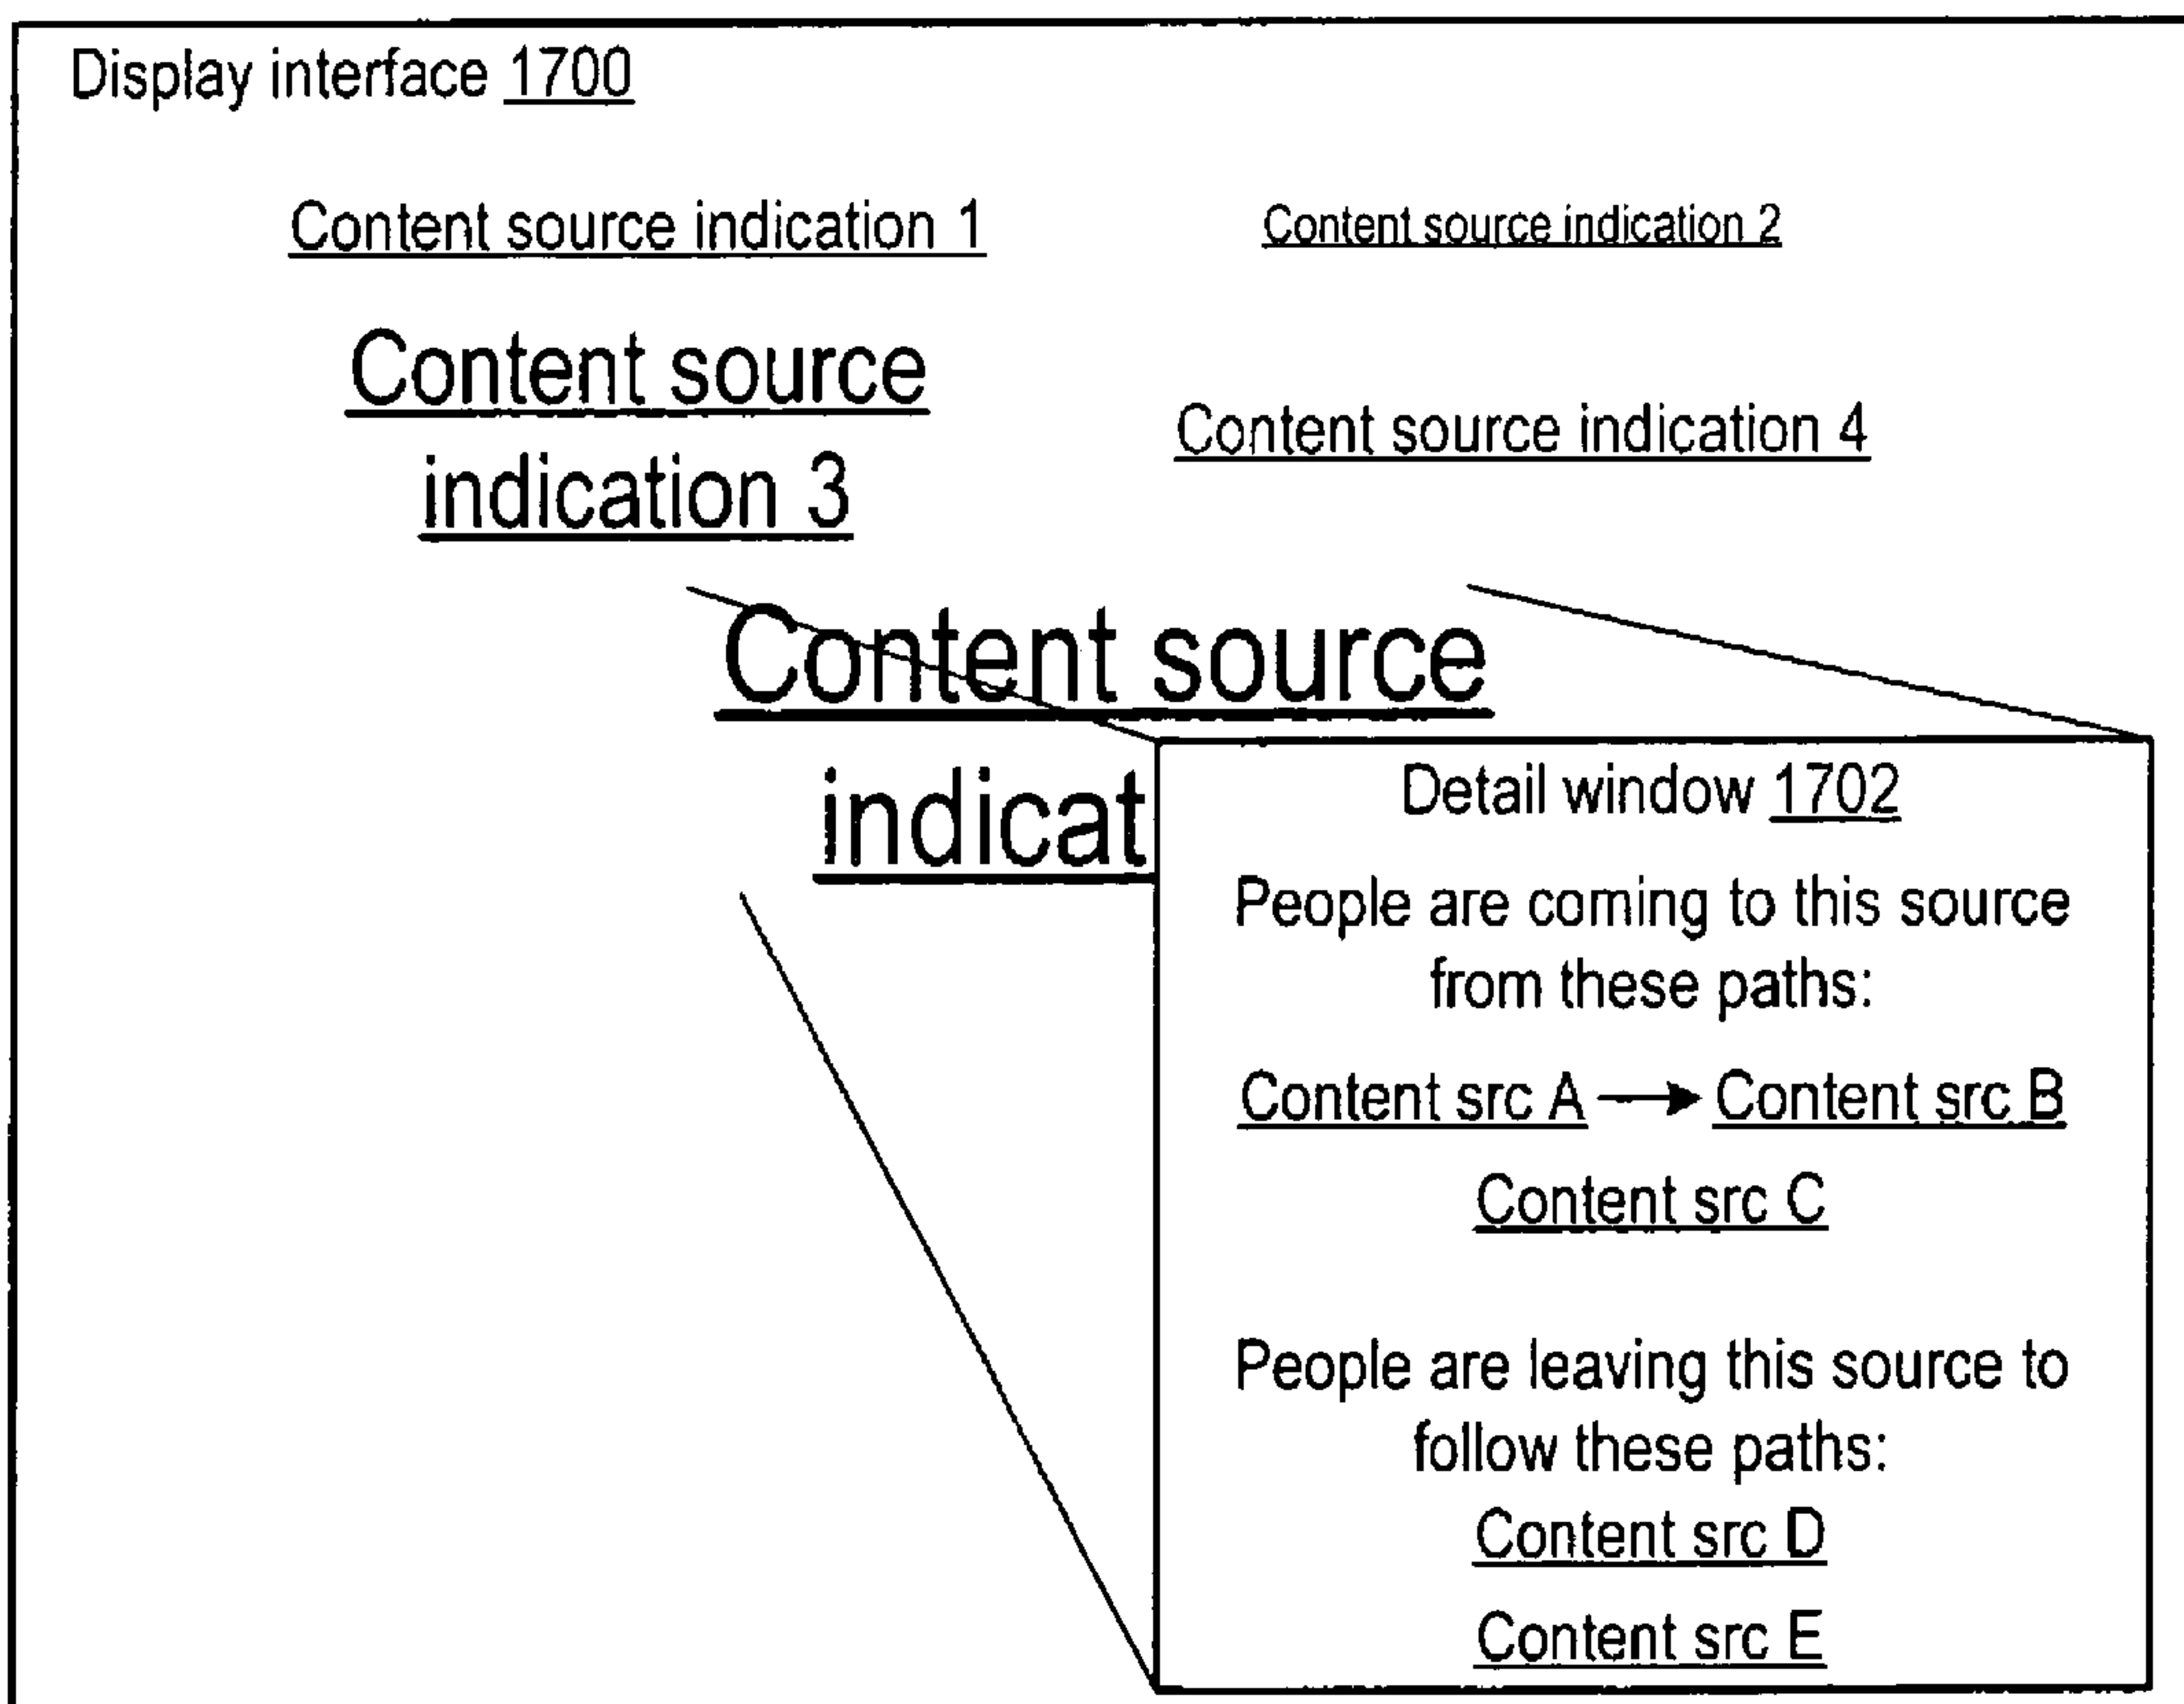 Display interface 1700
Content source indication 1
Content source indication 2
Content source
indication 3
Content source indication 4
Content source
indicat
Detail window 1702
People are coming to this source
from these paths:
Content src A → Content src B
Content src C
People are leaving this source to
follow these paths:
Content src D
Content src E